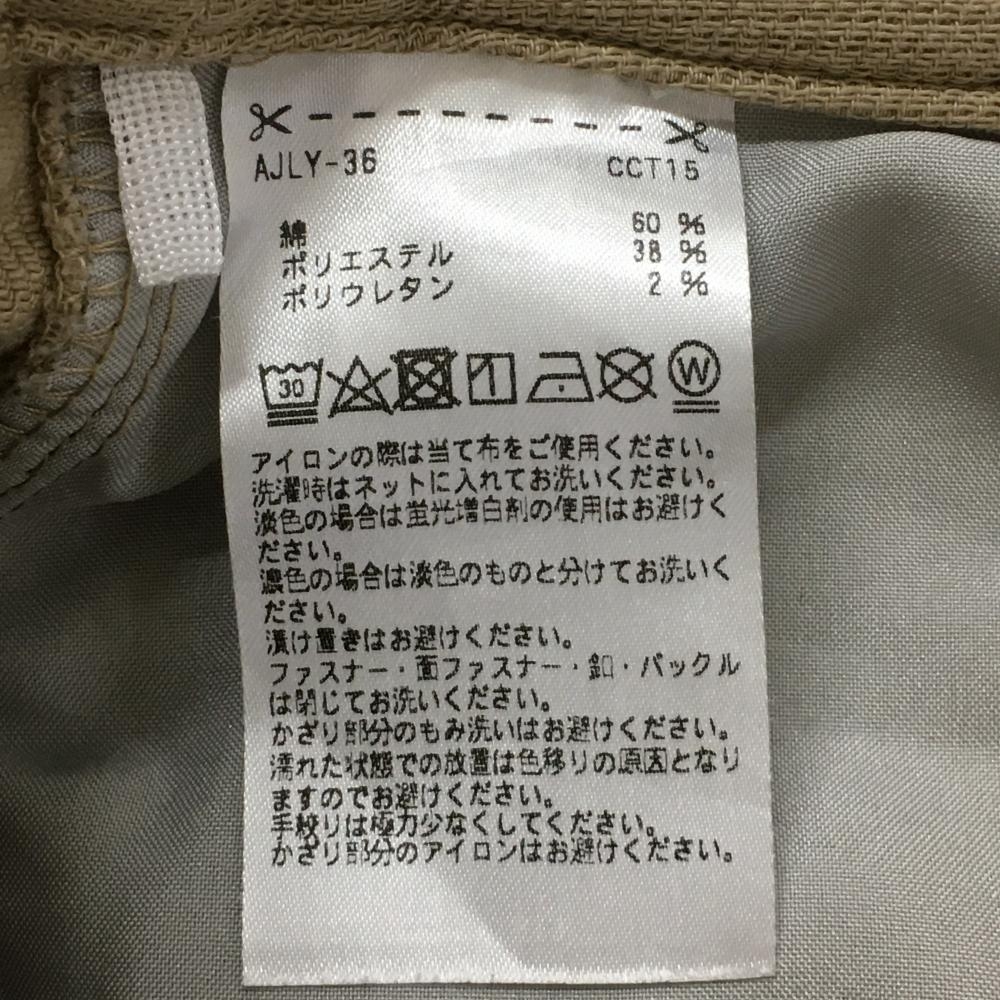 AJLY-36 CCT15
綿 60 %
ポリエステル 38 %
ポリウレタン 2 %
30 W
アイロンの際は当て布をご使用ください。
洗濯時はネットに入れてお洗いください。
淡色の場合は蛍光増白剤の使用はお避けく
ださい。
濃色の場合は淡色のものと分けてお洗いく
ださい。
漬け置きはお避けください。
ファスナー・面ファスナー・釦・バックル
は閉じてお洗いください。
かざり部分のもみ洗いはお避けください。
濡れた状態での放置は色移りの原因となり
ますのでお避けください。
手絞りは極力少なくしてください。
かざり部分のアイロンはお避けください。